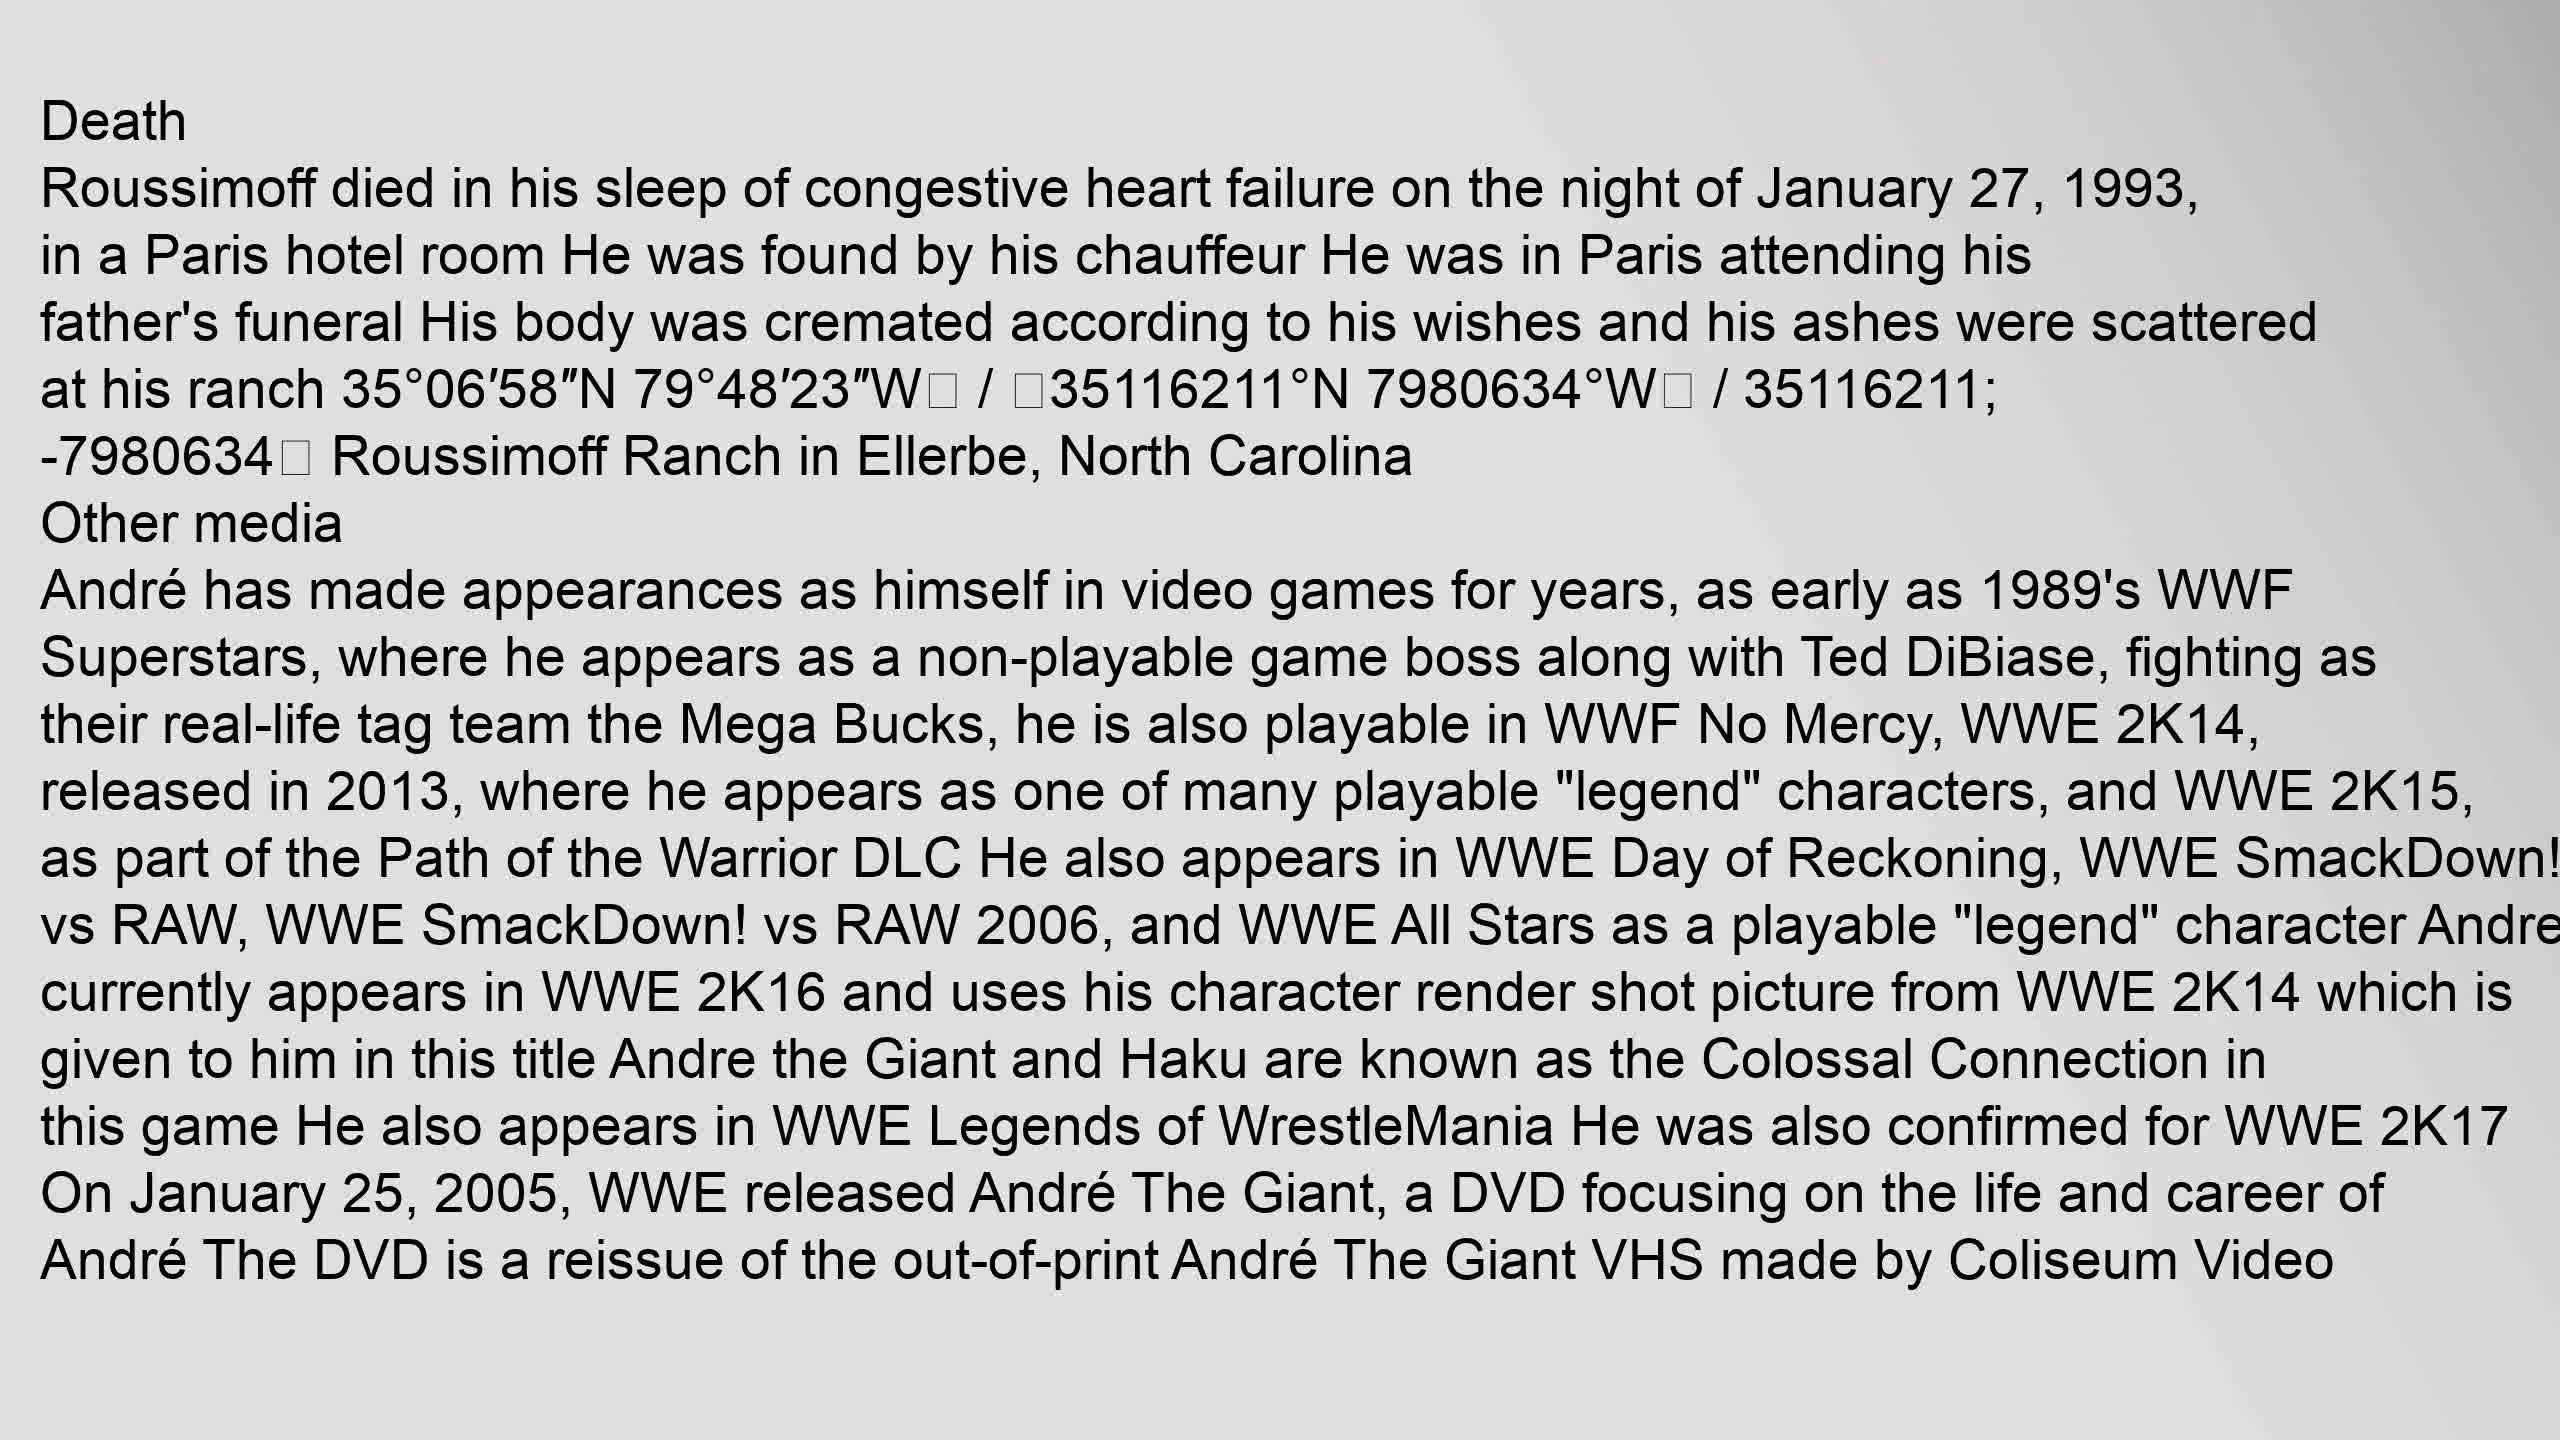 Death
Roussimoff died in his sleep of congestive heart failure on the night of January 27, 1993,
in a Paris hotel room He was found by his chauffeur He was in Paris attending his
father's funeral His body was cremated according to his wishes and his ashes were scattered
at his ranch 35°06′58″N 79°48′23″W□ / □35116211°N 7980634°W□ / 35116211;
-7980634□ Roussimoff Ranch in Ellerbe, North Carolina
Other media
André has made appearances as himself in video games for years, as early as 1989's WWF
Superstars, where he appears as a non-playable game boss along with Ted DiBiase, fighting as
their real-life tag team the Mega Bucks, he is also playable in WWF No Mercy, WWE 2K14,
released in 2013, where he appears as one of many playable "legend" characters, and WWE 2K15,
as part of the Path of the Warrior DLC He also appears in WWE Day of Reckoning, WWE SmackDown!
vs RAW, WWE SmackDown! vs RAW 2006, and WWE All Stars as a playable "legend" character Andre
currently appears in WWE 2K16 and uses his character render shot picture from WWE 2K14 which is
given to him in this title Andre the Giant and Haku are known as the Colossal Connection in
this game He also appears in WWE Legends of WrestleMania He was also confirmed for WWE 2K17
On January 25, 2005, WWE released André The Giant, a DVD focusing on the life and career of
André The DVD is a reissue of the out-of-print André The Giant VHS made by Coliseum Video